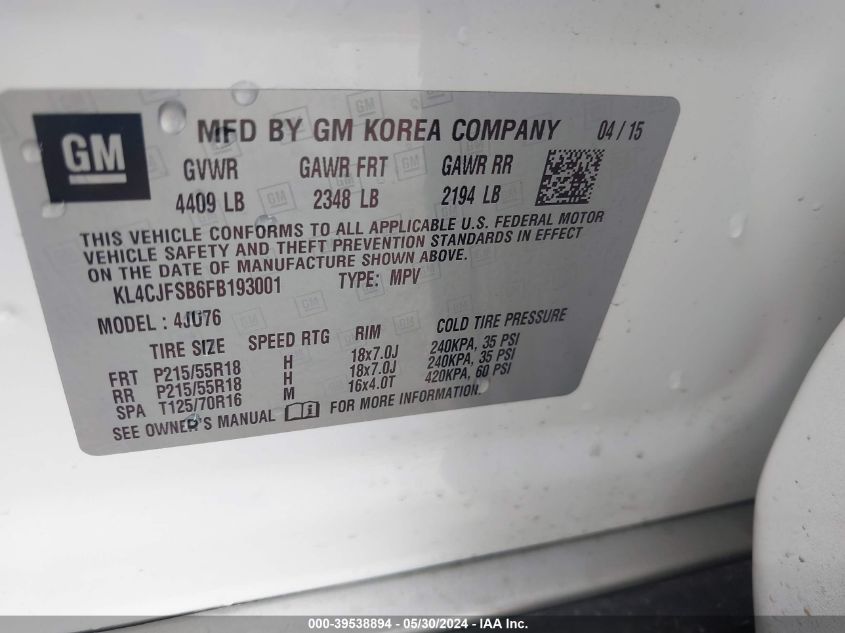 GM MFD BY GM KOREA COMPANY 04/15
GVWR GAWR FRT GAWR RR
4409 LB 2348 LB 2194 LB
THIS VEHICLE CONFORMS TO ALL APPLICABLE U.S. FEDERAL MOTOR
VEHICLE SAFETY AND THEFT PREVENTION STANDARDS IN EFFECT
ON THE DATE OF MANUFACTURE SHOWN ABOVE.
KL4CJFSB6FB193001 TYPE: MPV
MODEL : 4JU76
TIRE SIZE SPEED RTG RIM COLD TIRE PRESSURE
FRT P215/55R18 H 18x7.0J 240KPA, 35 PSI
RR P215/55R18 H 18x7.0J 240KPA, 35 PSI
SPA T125/70R16 M 16x4.0T 420KPA, 60 PSI
SEE OWNER'S MANUAL FOR MORE INFORMATION.
000-39538894 - 05/30/2024 - IAA Inc.